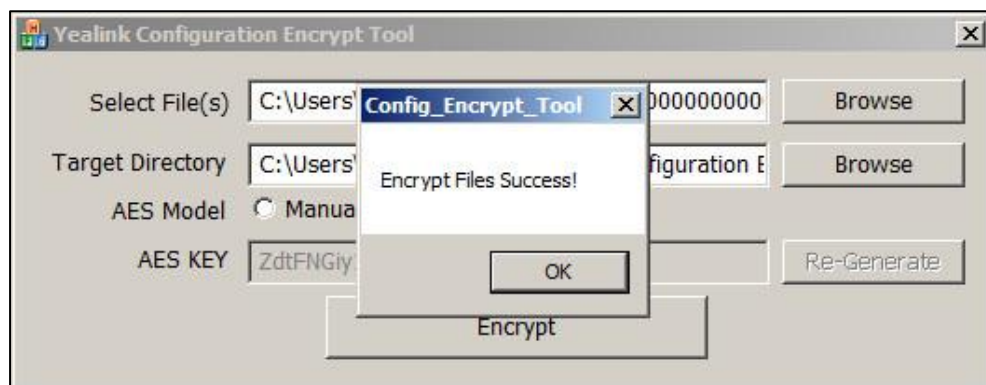 Yealink Configuration Encrypt Tool
Select File(s) C:\Users\ 000000000 Browse
Config_Encrypt_Tool
Encrypt Files Success!
OK
Target Directory C:\Users figuration E Browse
AES Model Manua
AES KEY ZdtFNGiy Re-Generate
Encrypt